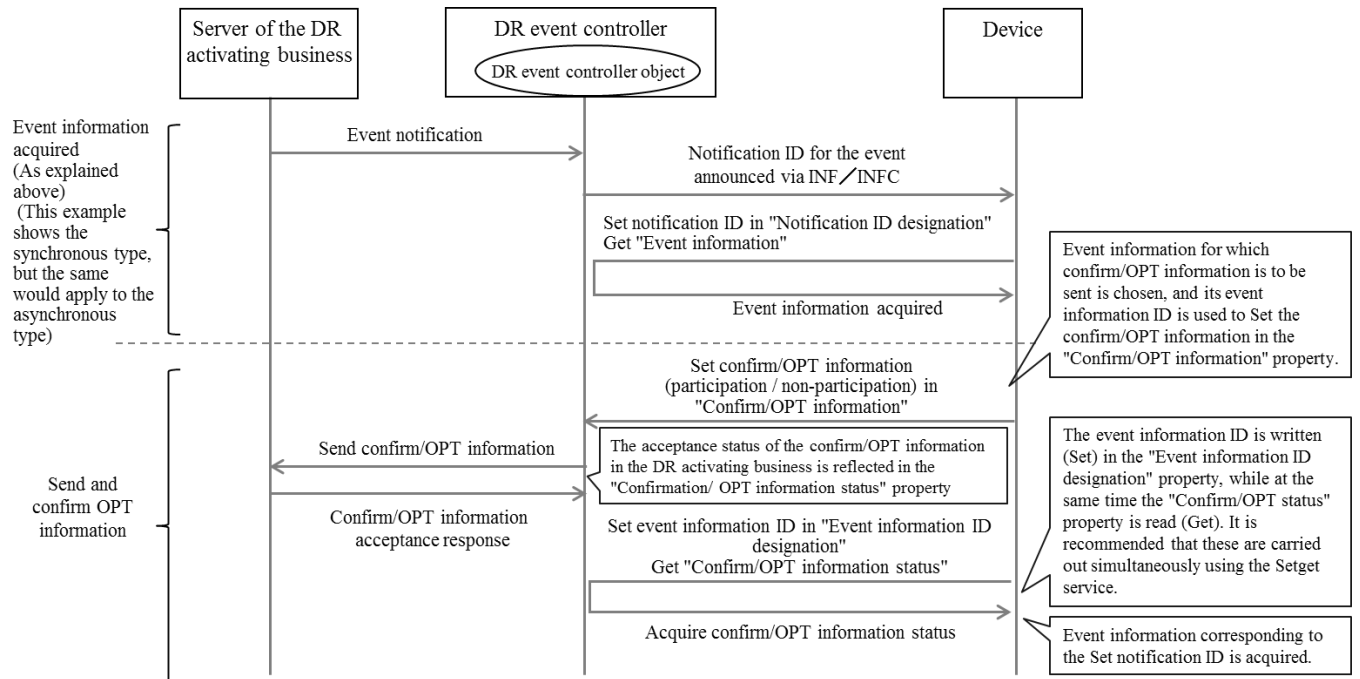 Server of the DR
activating business
DR event controller
DR event controller object
Device
Event information
acquired
(As explained
above)
(This example
shows the
synchronous type,
but the same
would apply to the
asynchronous
type)
Event notification
Notification ID for the event
announced via INF／INFC
Set notification ID in "Notification ID designation"
Get "Event information"
Event information acquired
Event information for which
confirm/OPT information is to be
sent is chosen, and its event
information ID is used to Set the
confirm/OPT information in the
"Confirm/OPT information" property.
Set confirm/OPT information
(participation / non-participation) in
"Confirm/OPT information"
Send confirm/OPT information
The acceptance status of the confirm/OPT information
in the DR activating business is reflected in the
"Confirmation/ OPT information status" property
Send and
confirm OPT
information
Confirm/OPT information
acceptance response
Set event information ID in "Event information ID
designation"
Get "Confirm/OPT information status"
Acquire confirm/OPT information status
The event information ID is written
(Set) in the "Event information ID
designation" property, while at the
same time the "Confirm/OPT status"
property is read (Get). It is
recommended that these are carried
out simultaneously using the Setget
service.
Event information corresponding to
the Set notification ID is acquired.